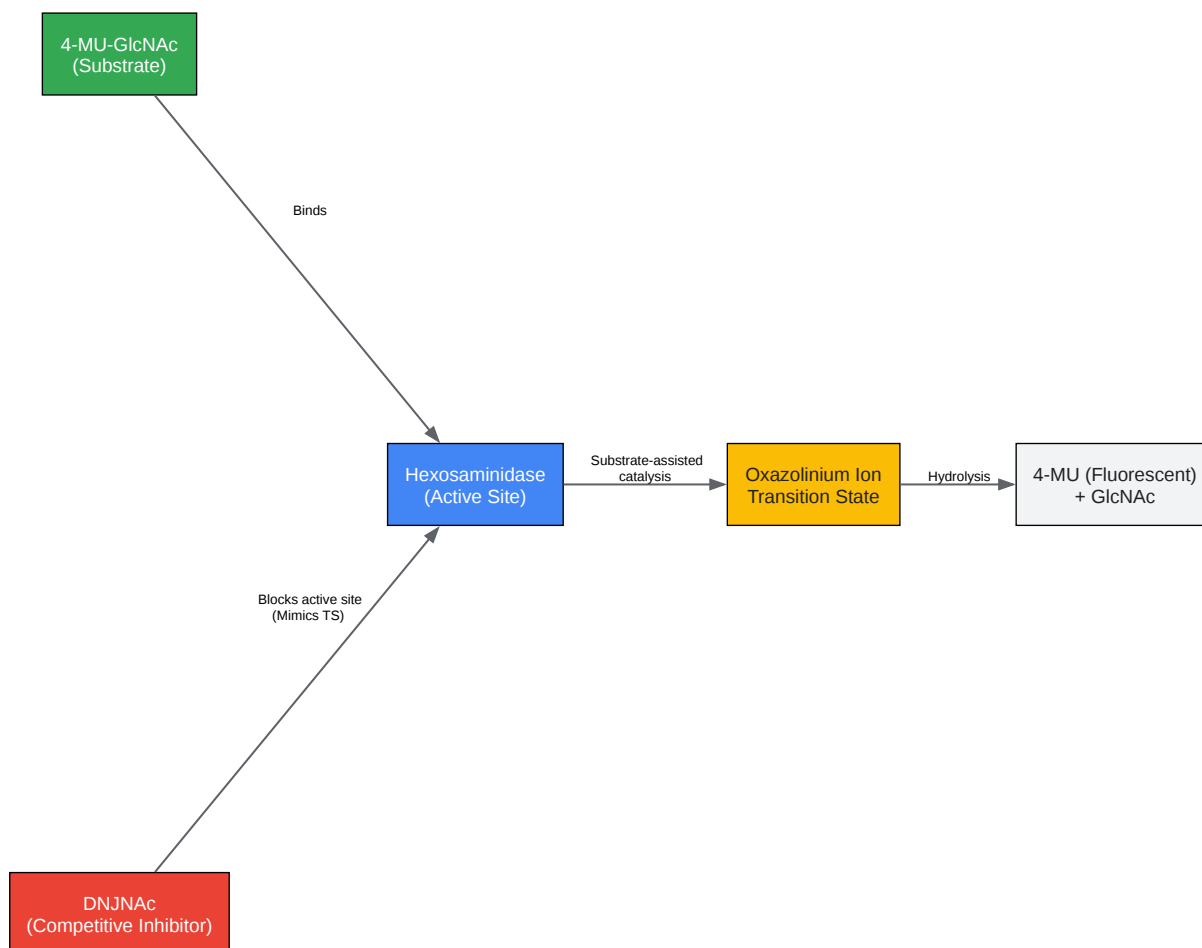 4-MU-GlcNAc
(Substrate)
Binds
Hexosaminidase
(Active Site)
Substrate-assisted
catalysis
Oxazolinium Ion
Transition State
Hydrolysis
4-MU (Fluorescent)
+ GlcNAc
Blocks active site
(Mimics TS)
DNJNAc
(Competitive Inhibitor)